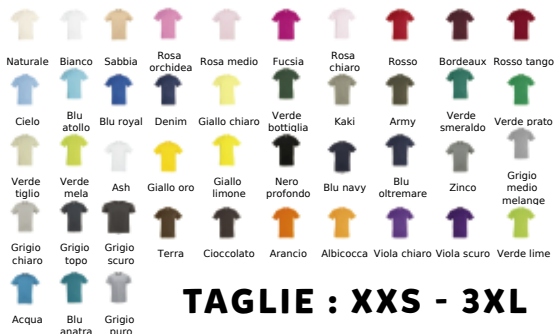 Naturale Bianco Sabbia Rosa orchidea Rosa medio Fucsia Rosa chiaro Rosso Bordeaux Rosso tango
Cielo Blu atollo Blu royal Denim Giallo chiaro Verde bottiglia Kaki Army Verde smeraldo Verde prato
Verde tiglio Verde mela Ash Giallo oro Giallo limone Nero profondo Blu navy Blu oltremare Zinco Grigio medio melange
Grigio chiaro Grigio topo Grigio scuro Terra Cioccolato Arancio Albicocca Viola chiaro Viola scuro Verde lime
Acqua Blu anatra Grigio puro
TAGLIE : XXS - 3XL